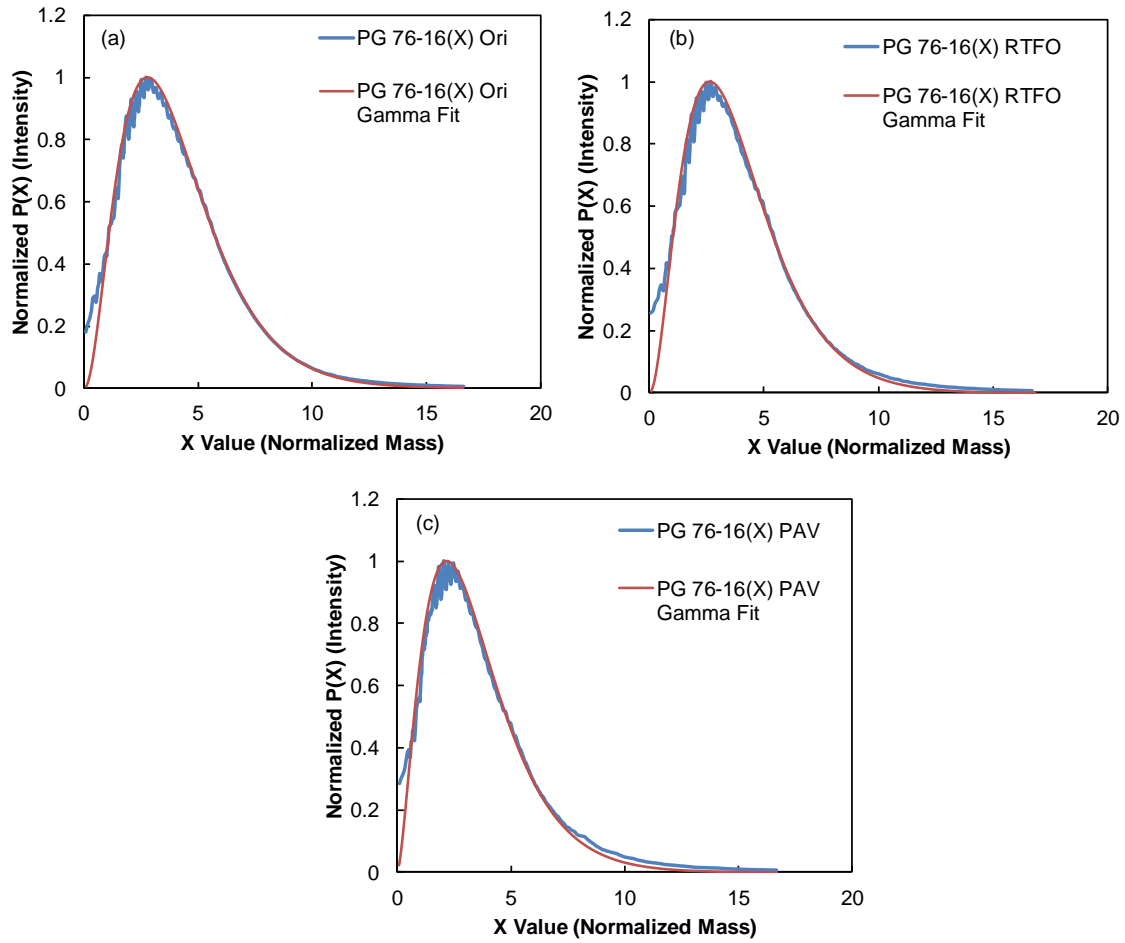 (a)
PG 76-16(X) Ori
PG 76-16(X) Ori
Gamma Fit
Normalized P(X) (Intensity)
1.2
1
0.8
0.6
0.4
0.2
0
0 5 10 15 20
X Value (Normalized Mass)
(b)
PG 76-16(X) RTFO
PG 76-16(X) RTFO
Gamma Fit
Normalized P(X) (Intensity)
1.2
1
0.8
0.6
0.4
0.2
0
0 5 10 15 20
X Value (Normalized Mass)
(c)
PG 76-16(X) PAV
PG 76-16(X) PAV
Gamma Fit
Normalized P(X) (Intensity)
1.2
1
0.8
0.6
0.4
0.2
0
0 5 10 15 20
X Value (Normalized Mass)